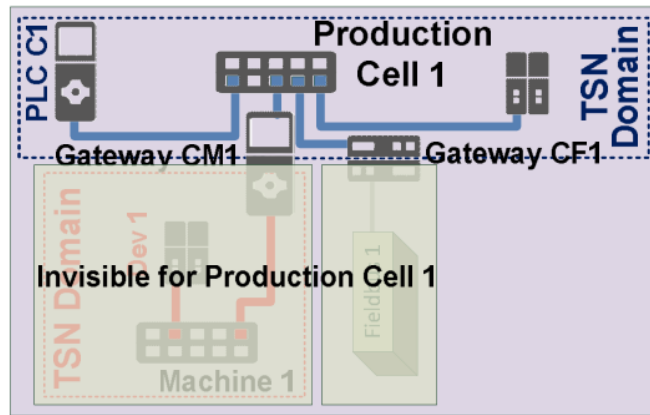 PLC C1
Production
Cell 1
TSN
Domain
Gateway CM1
Gateway CF1
TSN Domain
Dev 1
Invisible for Production Cell 1
Fieldbus 1
Machine 1